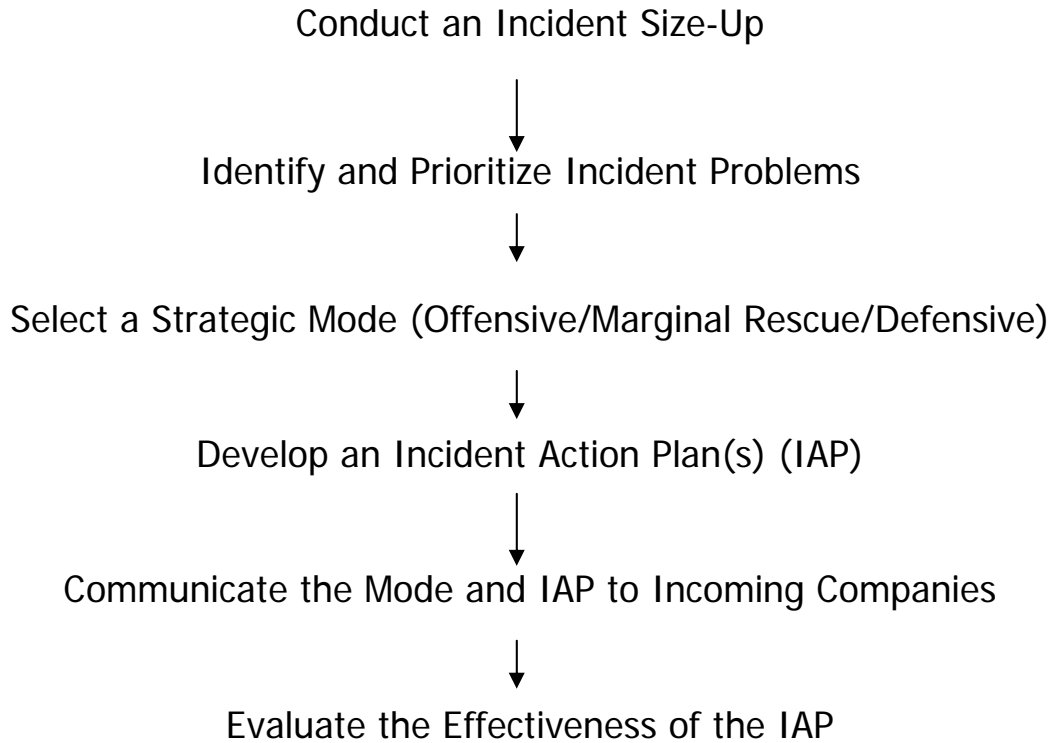 Conduct an Incident Size-Up
Identify and Prioritize Incident Problems
Select a Strategic Mode (Offensive/Marginal Rescue/Defensive)
Develop an Incident Action Plan(s) (IAP)
Communicate the Mode and IAP to Incoming Companies
Evaluate the Effectiveness of the IAP